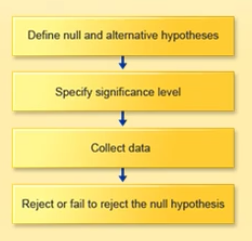 Define null and alternative hypotheses
Specify significance level
Collect data
Reject or fail to reject the null hypothesis